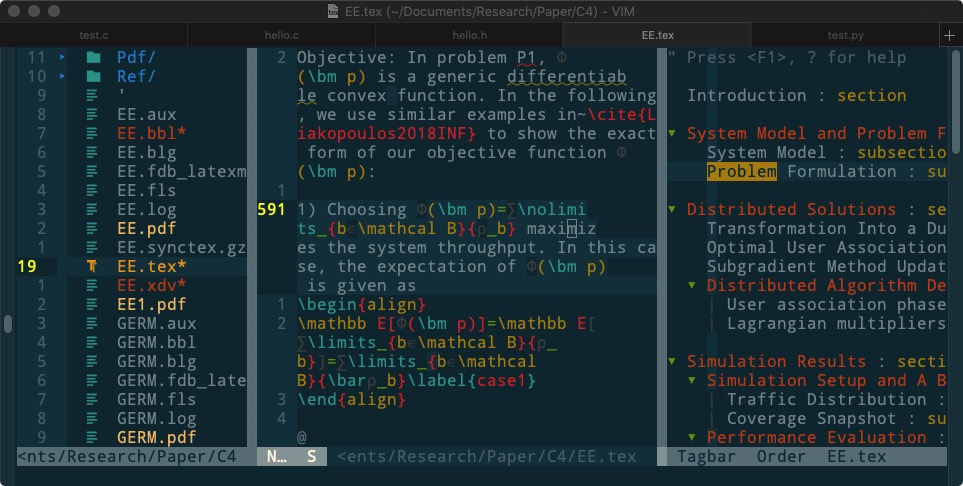 EE.tex (~/Documents/Research/Paper/C4) - VIM
test.c hello.c hello.h EE.tex test.py +
11 ▸ Pdf/
10 ▸ Ref/
9 '
8 EE.aux
7 EE.bbl*
6 EE.blg
5 EE.fdb_latexm
4 EE.fls
3 EE.log
2 EE.pdf
1 EE.synctex.gz
19 EE.tex*
1 EE.xdv*
2 EE1.pdf
3 GERM.aux
4 GERM.bbl
5 GERM.blg
6 GERM.fdb_late
7 GERM.fls
8 GERM.log
9 GERM.pdf
<nts/Research/Paper/C4
2 Objective: In problem P1, Φ
(\bm p) is a generic differentiab
le convex function. In the following
, we use similar examples in~\cite{L
iakopoulos2018INF} to show the exact
form of our objective function Φ
(\bm p):
1
591 1) Choosing Φ(\bm p)=∑\nolimi
ts_{b∈\mathcal B}{ρ_b} maximiz
es the system throughput. In this ca
se, the expectation of Φ(\bm p)
is given as
1 \begin{align}
2 \mathbb E[Φ(\bm p)]=\mathbb E[
∑\limits_{b∈\mathcal B}{ρ_
b}]=∑\limits_{b∈\mathcal
B}{\barρ_b}\label{case1}
3 \end{align}
4
@
N… S <ents/Research/Paper/C4/EE.tex
" Press <F1>, ? for help
Introduction : section
▼ System Model and Problem F
System Model : subsectio
Problem Formulation : su
▼ Distributed Solutions : se
Transformation Into a Du
Optimal User Association
Subgradient Method Updat
▼ Distributed Algorithm De
| User association phase
| Lagrangian multipliers
▼ Simulation Results : secti
▼ Simulation Setup and A B
| Traffic Distribution :
| Coverage Snapshot : su
▼ Performance Evaluation :
Tagbar Order EE.tex